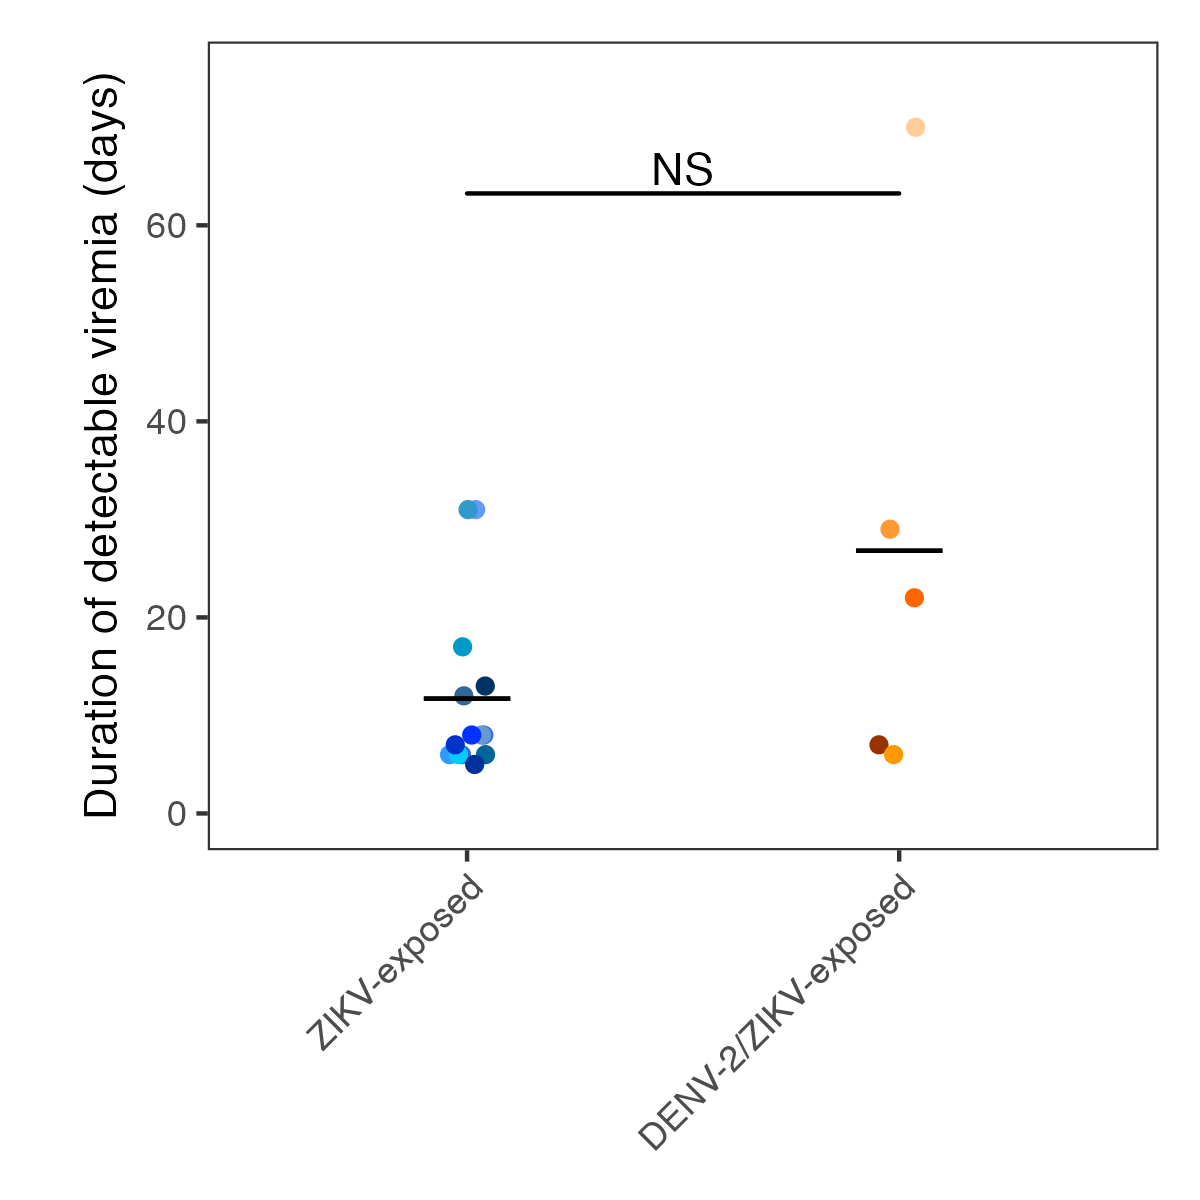 Duration of detectable viremia (days)
NS
60
40
20
0
ZIKV-exposed
DENV-2/ZIKV-exposed